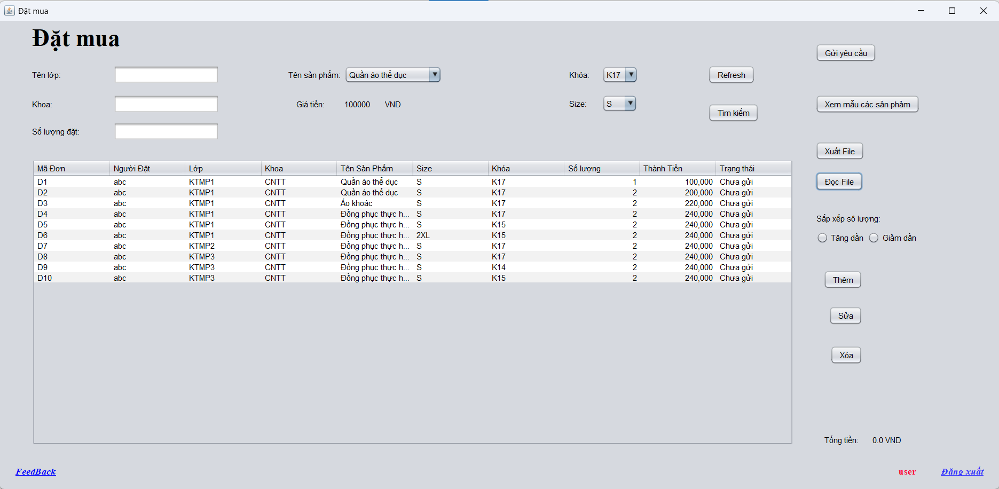 Đặt mua
Đặt mua
Gửi yêu cầu
Tên lớp: Tên sản phẩm: Quần áo thể dục Khóa: K17 Refresh
Khoa: Giá tiền: 100000 VND Size: S Xem mẫu các sản phảm
Tìm kiếm
Số lượng đặt:
Xuất File
Mã Đơn Người Đặt Lớp Khoa Tên Sản Phẩm Size Khóa Số lượng Thành Tiền Trạng thái
D1 abc KTMP1 CNTT Quần áo thể dục S K17 1 100,000 Chưa gửi
Đọc File
D2 abc KTMP1 CNTT Quần áo thể dục S K17 2 200,000 Chưa gửi
D3 abc KTMP1 CNTT Áo khoác S K17 2 220,000 Chưa gửi
D4 abc KTMP1 CNTT Đồng phục thực h... S K17 2 240,000 Chưa gửi
Sắp xếp sô lượng:
D5 abc KTMP1 CNTT Đồng phục thực h... S K15 2 240,000 Chưa gửi
D6 abc KTMP1 CNTT Đồng phục thực h... 2XL K15 2 240,000 Chưa gửi
Tăng dần Giảm dần
D7 abc KTMP2 CNTT Đồng phục thực h... S K17 2 240,000 Chưa gửi
D8 abc KTMP3 CNTT Đồng phục thực h... S K17 2 240,000 Chưa gửi
D9 abc KTMP3 CNTT Đồng phục thực h... S K14 2 240,000 Chưa gửi
D10 abc KTMP3 CNTT Đồng phục thực h... S K15 2 240,000 Chưa gửi
Thêm
Sửa
Xóa
Tổng tiền: 0.0 VND
FeedBack user Đăng xuất